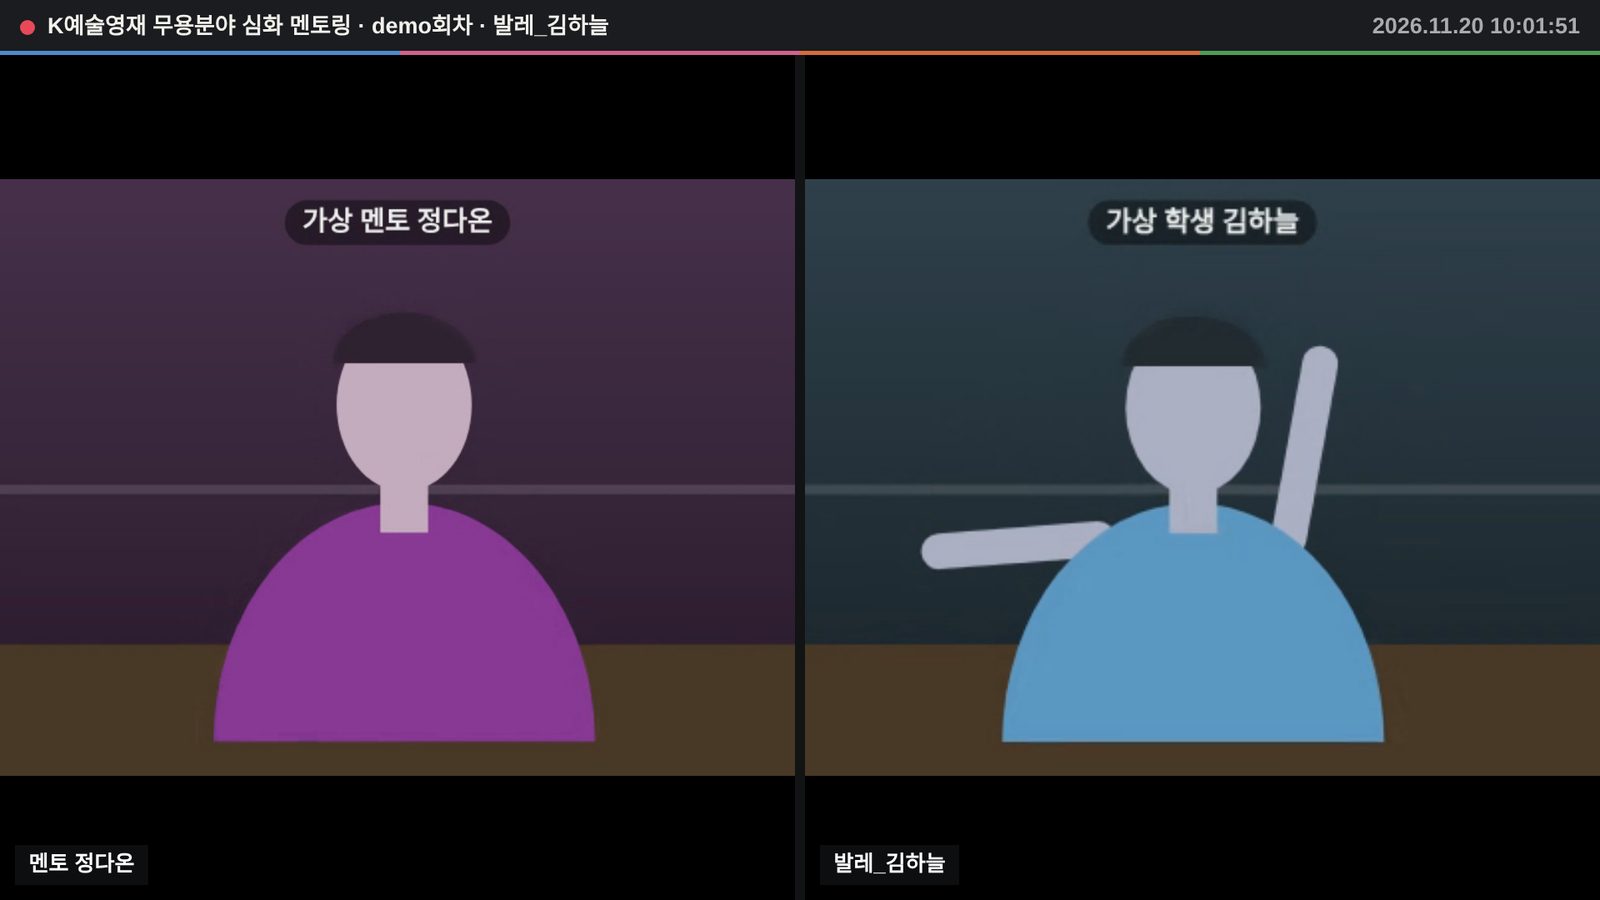 K예술영재 무용분야 심화 멘토링 · demo회차 · 발레_김하늘
2026.11.20 10:01:51
가상 멘토 정다온
가상 학생 김하늘
멘토 정다온
발레_김하늘